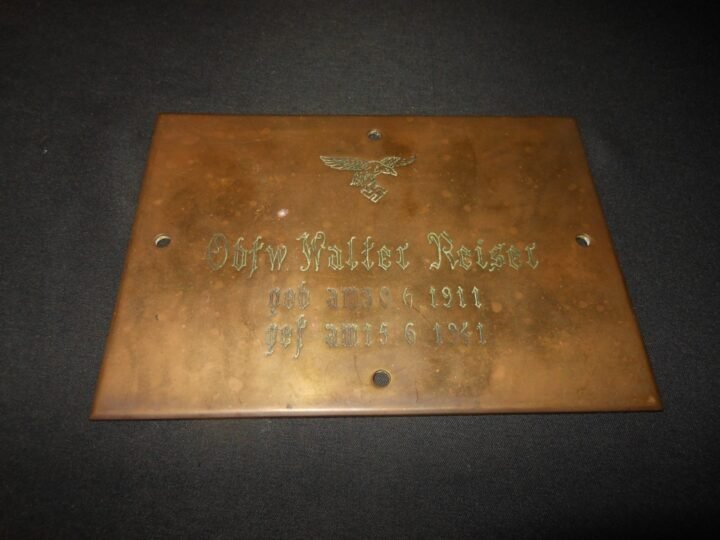 Obfw Walter Reiser
geb am 30 6 1911
gef am 15 6 1941